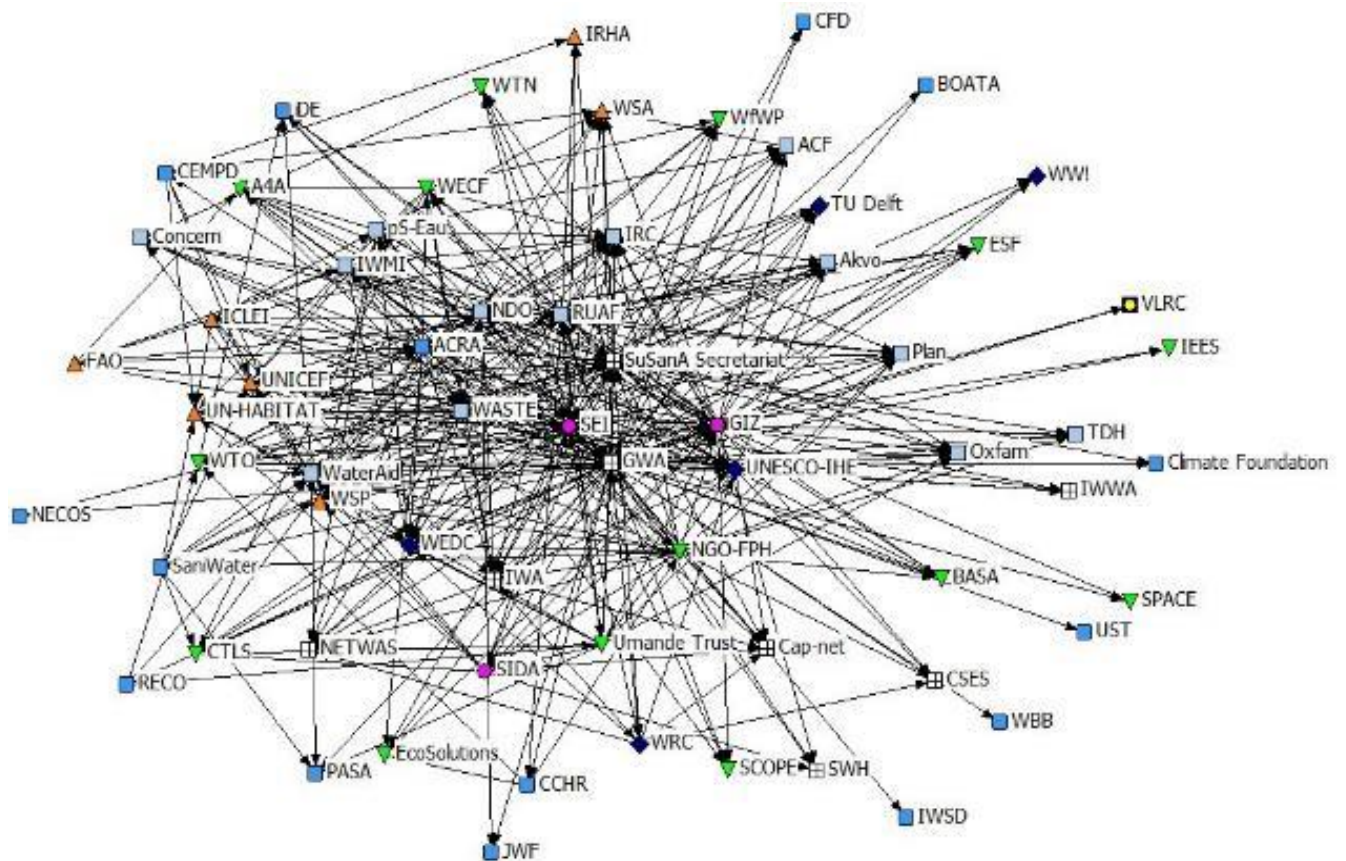 CFD
IRHA
WTN
BOATA
IDE
WSA
WfWP
ACF
CEMPD
A4A
WECF
WWI
TU Delft
pS-Eau
Concern
IRC
ESF
IWMI
Akvo
VLRC
NDO
RUAF
ICLEI
ACRA
SuSanA Secretariat
Plan
IEES
FAO
UNICEF
UN-HABITAT
WASTE
SEI
GIZ
TDH
WTO
WaterAid
GWA
UNESCO-IHE
Oxfam
Climate Foundation
IWWA
WSP
NECOS
WEDC
NGO-FPH
SaniWater
IWA
BASA
SPACE
UST
CTLS
NETWAS
Umande Trust
Cap-net
RECO
SIDA
CSES
WBB
EcoSolutions
WRC
PASA
CCHR
SCOPE
SWH
IWSD
JWF